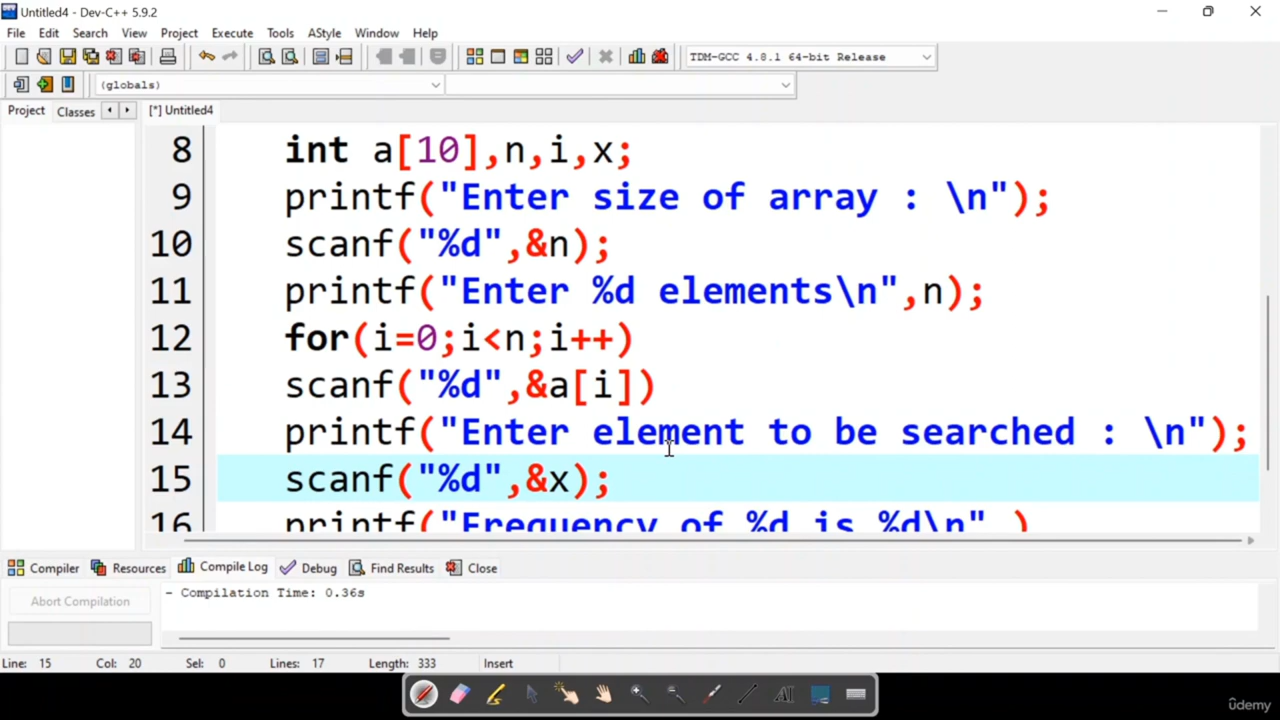 Untitled4 - Dev-C++ 5.9.2
File Edit Search View Project Execute Tools AStyle Window Help
TDM-GCC 4.8.1 64-bit Release
(globals)
Project Classes [*] Untitled4
8 int a[10],n,i,x;
9 printf("Enter size of array : \n");
10 scanf("%d",&n);
11 printf("Enter %d elements\n",n);
12 for(i=0;i<n;i++)
13 scanf("%d",&a[i])
14 printf("Enter element to be searched : \n");
15 scanf("%d",&x);
16 printf("Frequency of %d is %d\n" )
Compiler Resources Compile Log Debug Find Results Close
Abort Compilation
- Compilation Time: 0.36s
Line: 15 Col: 20 Sel: 0 Lines: 17 Length: 333 Insert
AI
ûdemy